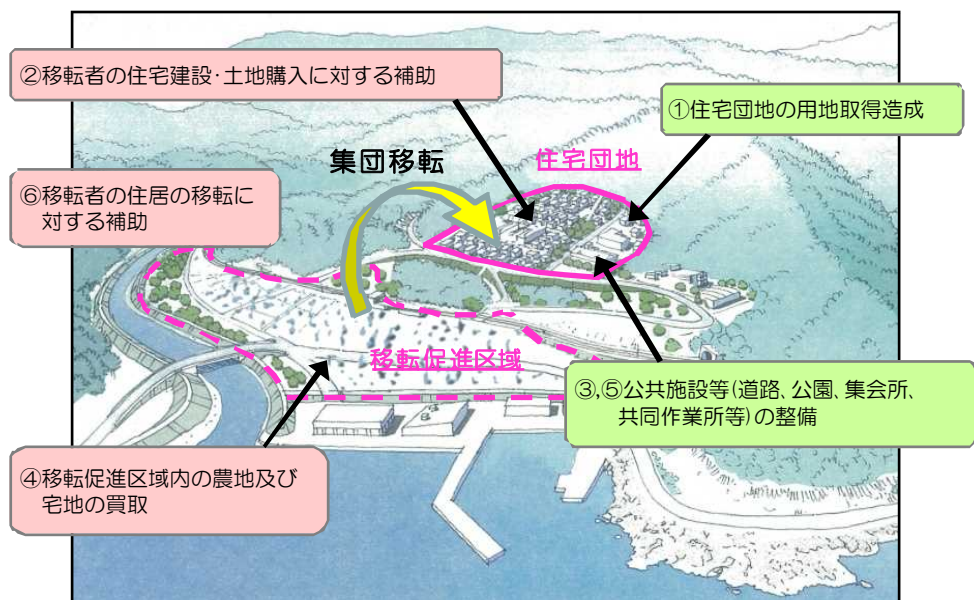 ②移転者の住宅建設・土地購入に対する補助
①住宅団地の用地取得造成
集団移転
住宅団地
⑥移転者の住居の移転に
対する補助
移転促進区域
③,⑤公共施設等(道路、公園、集会所、
共同作業所等)の整備
④移転促進区域内の農地及び
宅地の買取